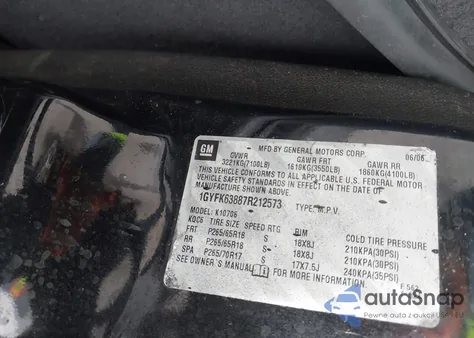 GM
MFD BY GENERAL MOTORS CORP. 06/06
GVWR GAWR FRT GAWR RR
3221KG(7100LB) 1610KG(3550LB) 1860KG(4100LB)
THIS VEHICLE CONFORMS TO ALL APPLICABLE U.S. FEDERAL MOTOR
VEHICLE SAFETY STANDARDS IN EFFECT ON THE DATE OF
MANUFACTURE SHOWN ABOVE.
1GYFK63887R212573 TYPE: M.P.V.
MODEL: K10706
TIRE SIZE SPEED RTG RIM COLD TIRE PRESSURE
FRT P265/65R18 S 18X8J 210KPA(30PSI)
RR P265/65R18 S 18X8J 210KPA(30PSI)
SPA P265/70R17 S 17X7.5J 240KPA(35PSI)
SEE OWNER'S MANUAL FOR MORE INFORMATION.
autoSnap
Pewne auta z aukcji w USA